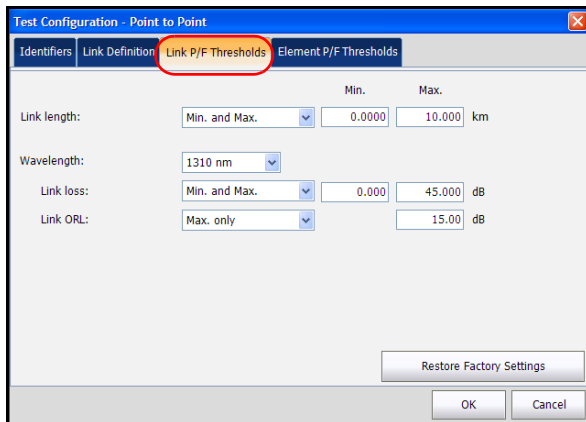 Test Configuration - Point to Point
Identifiers Link Definition Link P/F Thresholds Element P/F Thresholds
Min. Max.
Link length: Min. and Max. 0.0000 10.000 km
Wavelength: 1310 nm
Link loss: Min. and Max. 0.000 45.000 dB
Link ORL: Max. only 15.00 dB
Restore Factory Settings
OK Cancel